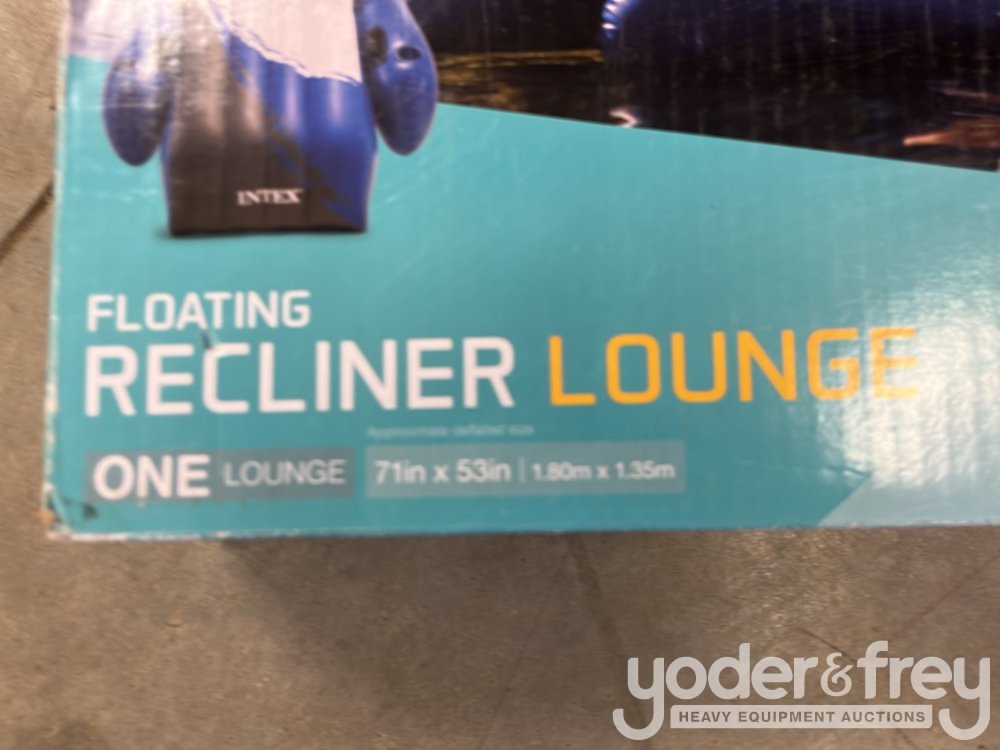 INTEX
FLOATING
RECLINER LOUNGE
Approximate deflated size
ONE LOUNGE 71in x 53in | 1.80m x 1.35m
yoder&frey
HEAVY EQUIPMENT AUCTIONS